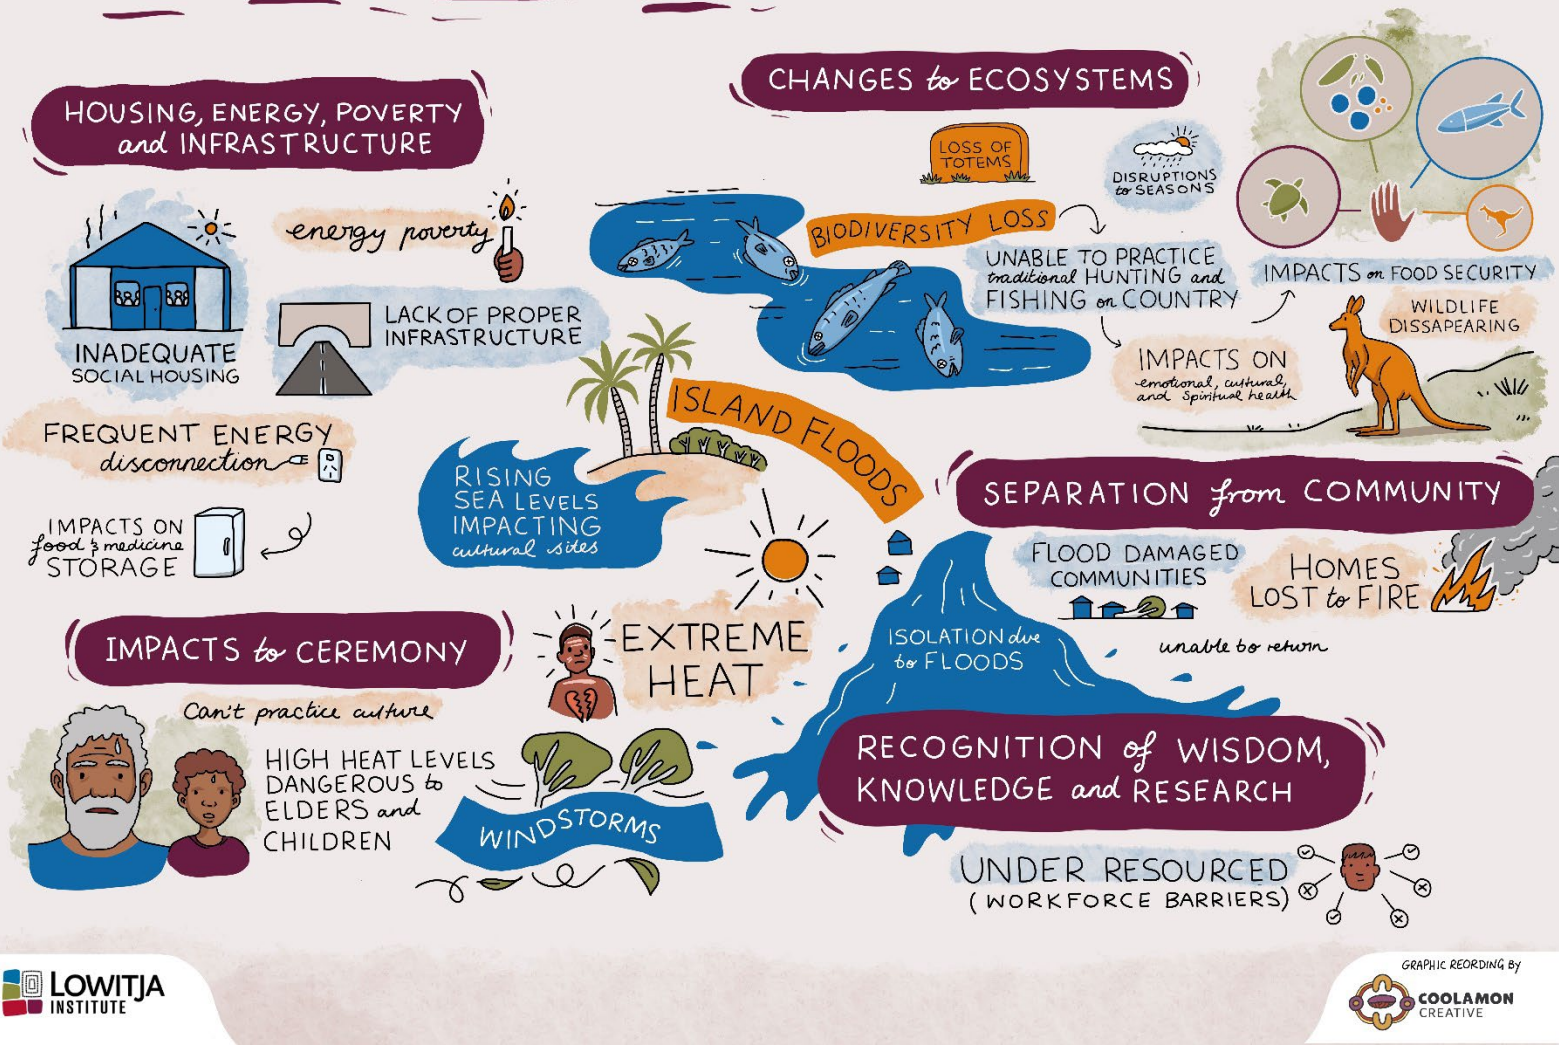 HOUSING, ENERGY, POVERTY
and INFRASTRUCTURE
energy poverty
INADEQUATE
SOCIAL HOUSING
LACK OF PROPER
INFRASTRUCTURE
FREQUENT ENERGY
disconnection
IMPACTS ON
food & medicine
STORAGE
CHANGES to ECOSYSTEMS
LOSS OF
TOTEMS
DISRUPTIONS
to SEASONS
BIODIVERSITY LOSS
UNABLE TO PRACTICE
traditional HUNTING and
FISHING on COUNTRY
IMPACTS on FOOD SECURITY
WILDLIFE
DISSAPEARING
IMPACTS ON
emotional, cultural,
and spiritual health
ISLAND FLOODS
RISING
SEA LEVELS
IMPACTING
cultural sites
SEPARATION from COMMUNITY
FLOOD DAMAGED
COMMUNITIES
HOMES
LOST to FIRE
unable to return
ISOLATION due
to FLOODS
EXTREME
HEAT
IMPACTS to CEREMONY
Can't practice culture
HIGH HEAT LEVELS
DANGEROUS to
ELDERS and
CHILDREN
WINDSTORMS
RECOGNITION of WISDOM,
KNOWLEDGE and RESEARCH
UNDER RESOURCED
(WORKFORCE BARRIERS)
LOWITJA
INSTITUTE
GRAPHIC REORDING BY
COOLAMON
CREATIVE